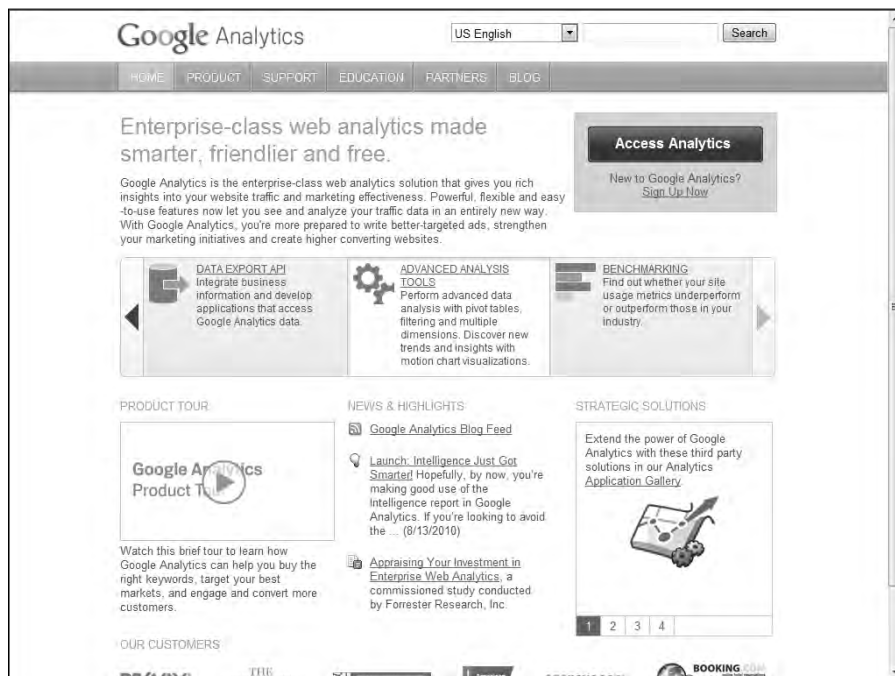 Google Analytics
US English
Search
HOME PRODUCT SUPPORT EDUCATION PARTNERS BLOG
Enterprise-class web analytics made
smarter, friendlier and free.
Google Analytics is the enterprise-class web analytics solution that gives you rich
insights into your website traffic and marketing effectiveness. Powerful, flexible and easy
-to-use features now let you see and analyze your traffic data in an entirely new way.
With Google Analytics, you're more prepared to write better-targeted ads, strengthen
your marketing initiatives and create higher converting websites.
Access Analytics
New to Google Analytics?
Sign Up Now
DATA EXPORT API
Integrate business
information and develop
applications that access
Google Analytics data.
ADVANCED ANALYSIS
TOOLS
Perform advanced data
analysis with pivot tables,
filtering and multiple
dimensions. Discover new
trends and insights with
motion chart visualizations.
BENCHMARKING
Find out whether your site
usage metrics underperform
or outperform those in your
industry.
PRODUCT TOUR
Google Analytics
Product Tour
Watch this brief tour to learn how
Google Analytics can help you buy the
right keywords, target your best
markets, and engage and convert more
customers.
NEWS & HIGHLIGHTS
Google Analytics Blog Feed
Launch: Intelligence Just Got
Smarter! Hopefully, by now, you're
making good use of the
Intelligence report in Google
Analytics. If you're looking to avoid
the ... (8/13/2010)
Appraising Your Investment in
Enterprise Web Analytics, a
commissioned study conducted
by Forrester Research, Inc.
STRATEGIC SOLUTIONS
Extend the power of Google
Analytics with these third party
solutions in our Analytics
Application Gallery.
1 2 3 4
OUR CUSTOMERS
THE
BOOKING.COM